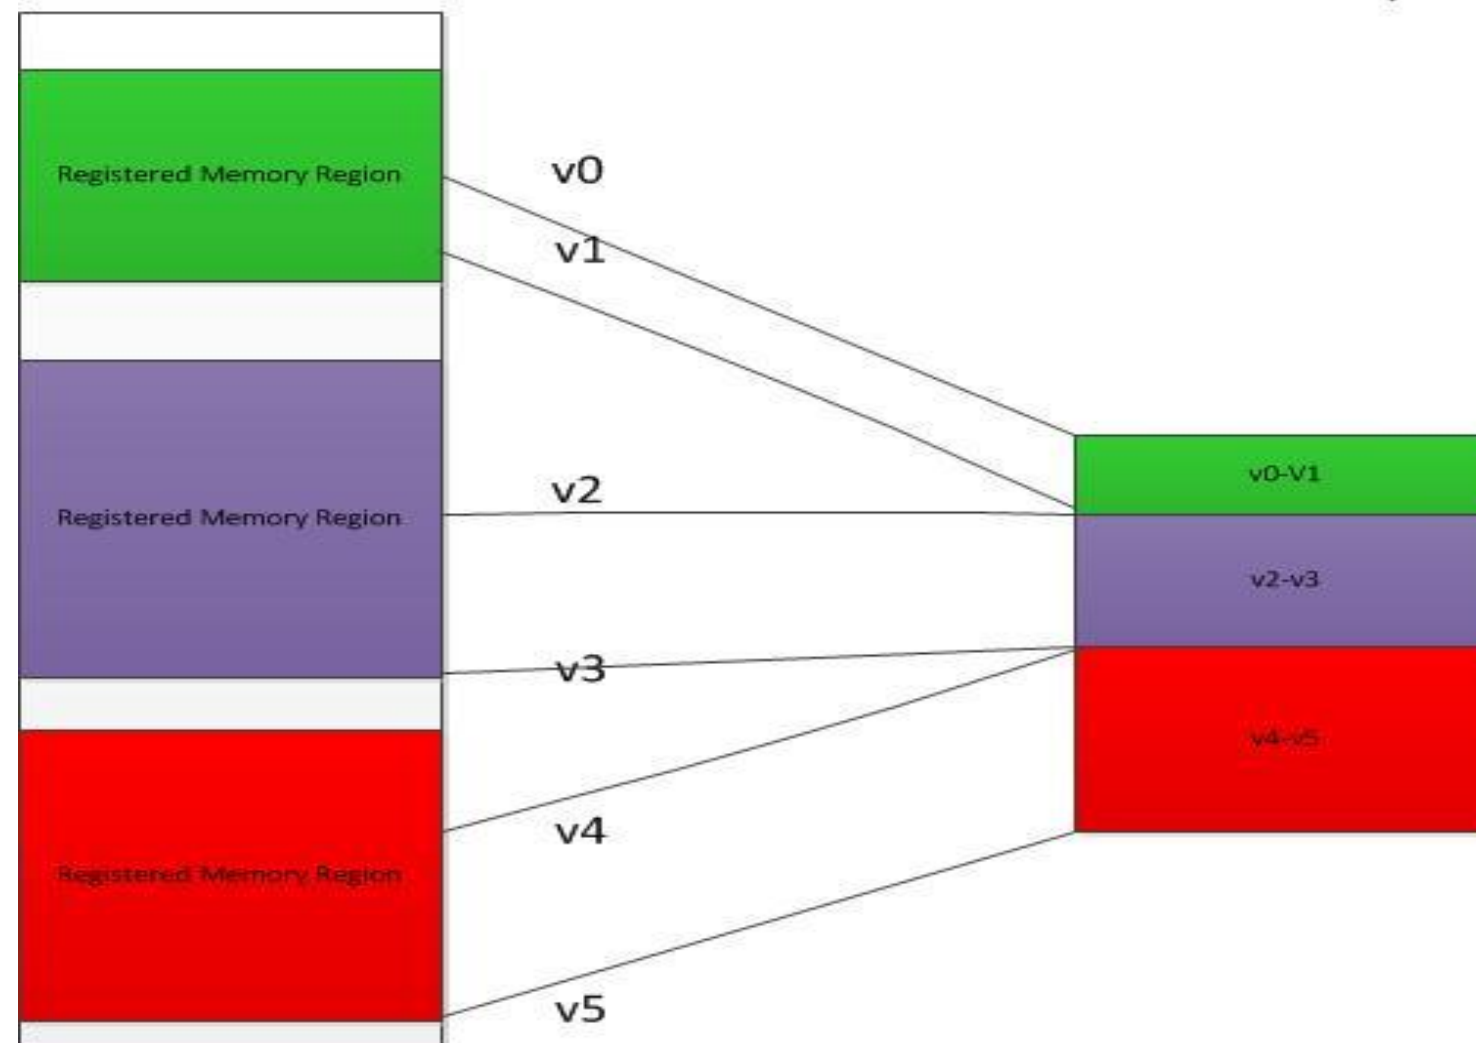 Registered Memory Region
v0
v1
v0-V1
v2
Registered Memory Region
v2-v3
v3
v4-v5
v4
Registered Memory Region
v5